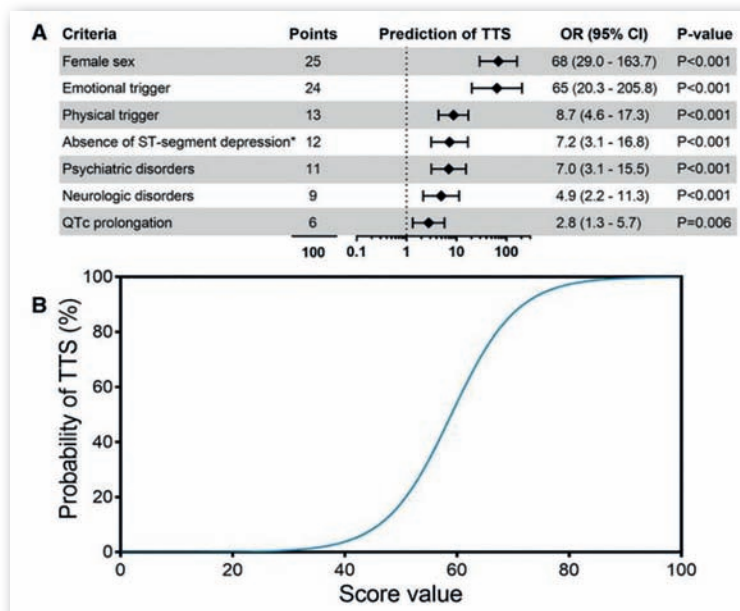 A
Criteria Points Prediction of TTS OR (95% CI) P-value
Female sex 25 68 (29.0 - 163.7) P<0.001
Emotional trigger 24 65 (20.3 - 205.8) P<0.001
Physical trigger 13 8.7 (4.6 - 17.3) P<0.001
Absence of ST-segment depression* 12 7.2 (3.1 - 16.8) P<0.001
Psychiatric disorders 11 7.0 (3.1 - 15.5) P<0.001
Neurologic disorders 9 4.9 (2.2 - 11.3) P<0.001
QTc prolongation 6 2.8 (1.3 - 5.7) P=0.006
100 0.1 1 10 100
B
Probability of TTS (%)
100
80
60
40
20
0
0 20 40 60 80 100
Score value